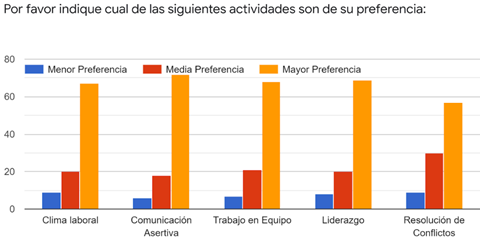 Por favor indique cual de las siguientes actividades son de su preferencia:
80
Menor Preferencia Media Preferencia Mayor Preferencia
60
40
20
0
Clima laboral Comunicación Asertiva Trabajo en Equipo Liderazgo Resolución de Conflictos